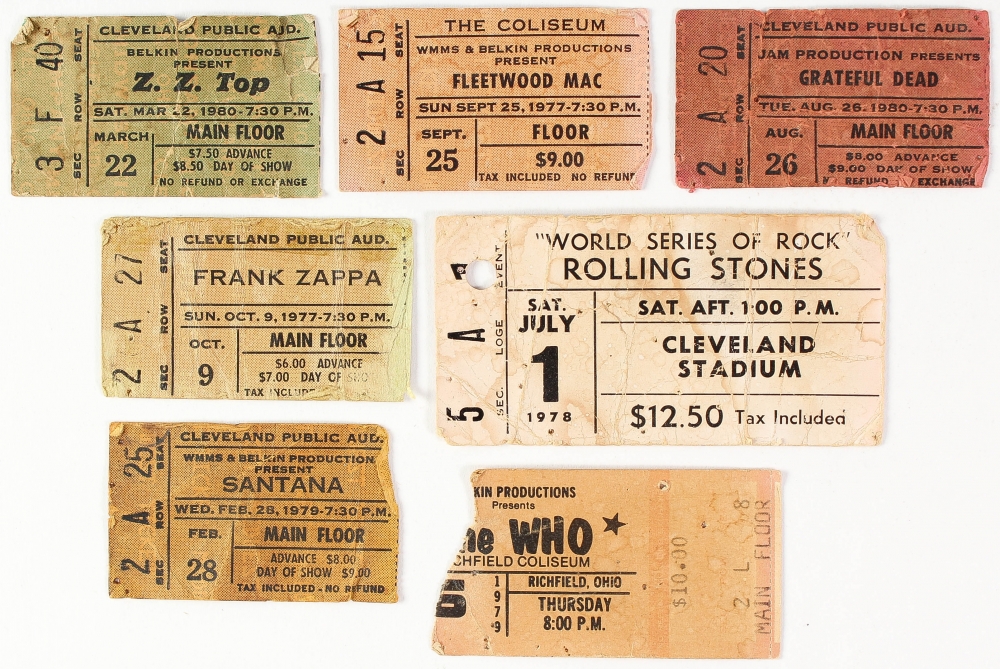 3 F 40
SEC ROW SEAT
CLEVELAND PUBLIC AUD.
BELKIN PRODUCTIONS
PRESENT
Z. Z. Top
SAT. MAR 22, 1980-7:30 P.M.
MARCH
22
MAIN FLOOR
$7.50 ADVANCE
$8.50 DAY OF SHOW
NO REFUND OR EXCHANGE
2 A 15
SEC ROW SEAT
THE COLISEUM
WMMS & BELKIN PRODUCTIONS
PRESENT
FLEETWOOD MAC
SUN SEPT 25, 1977-7:30 P.M.
SEPT.
25
FLOOR
$9.00
TAX INCLUDED NO REFUN
2 A 20
SEC ROW SEAT
CLEVELAND PUBLIC AUD.
JAM PRODUCTION PRESENTS
GRATEFUL DEAD
TUE. AUG. 26, 1980-7:30 P.M.
AUG.
26
MAIN FLOOR
$8.00 ADVANCE
$9.00 DAY OF SHOW
REFUND EXCHANGE
2 A 27
SEC ROW SEAT
CLEVELAND PUBLIC AUD.
FRANK ZAPPA
SUN. OCT. 9, 1977-7:30 P.M.
OCT.
9
MAIN FLOOR
$6.00 ADVANCE
$7.00 DAY OF SHO
TAX INCLUD
5 A
SEC. LOGE EVENT
"WORLD SERIES OF ROCK"
ROLLING STONES
SAT.
JULY
1
1978
SAT. AFT. 1:00 P.M.
CLEVELAND
STADIUM
$12.50 Tax Included
2 A 25
SEC ROW SEAT
CLEVELAND PUBLIC AUD.
WMMS & BELKIN PRODUCTION
PRESENT
SANTANA
WED. FEB. 28, 1979-7:30 P.M.
FEB.
28
MAIN FLOOR
ADVANCE $8.00
DAY OF SHOW $9.00
TAX INCLUDED - NO REFUND
KIN PRODUCTIONS
Presents
he WHO
CHFIELD COLISEUM
1979
RICHFIELD, OHIO
THURSDAY
8:00 P.M.
$10.00
2 L 8
MAIN FLOOR